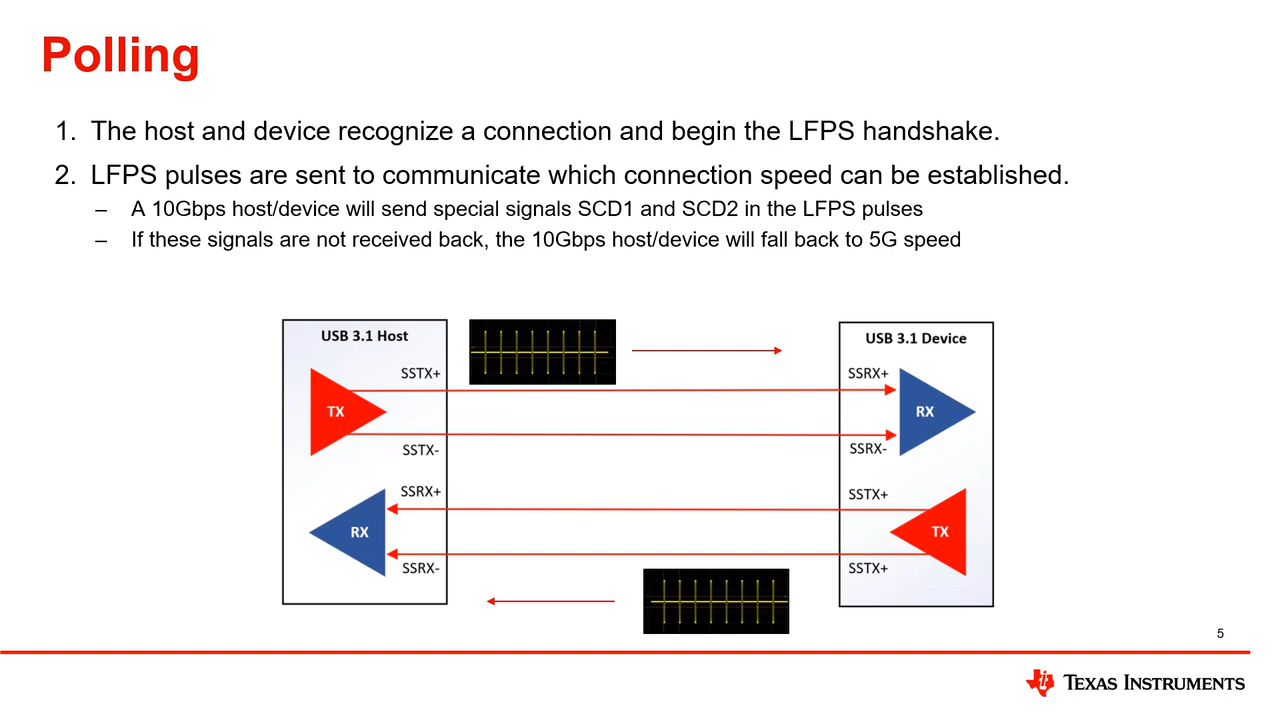 Polling
1. The host and device recognize a connection and begin the LFPS handshake.
2. LFPS pulses are sent to communicate which connection speed can be established.
– A 10Gbps host/device will send special signals SCD1 and SCD2 in the LFPS pulses
– If these signals are not received back, the 10Gbps host/device will fall back to 5G speed
USB 3.1 Host
SSTX+
TX
SSTX-
SSRX+
RX
SSRX-
USB 3.1 Device
SSRX+
RX
SSRX-
SSTX+
TX
SSTX+
5
TEXAS INSTRUMENTS